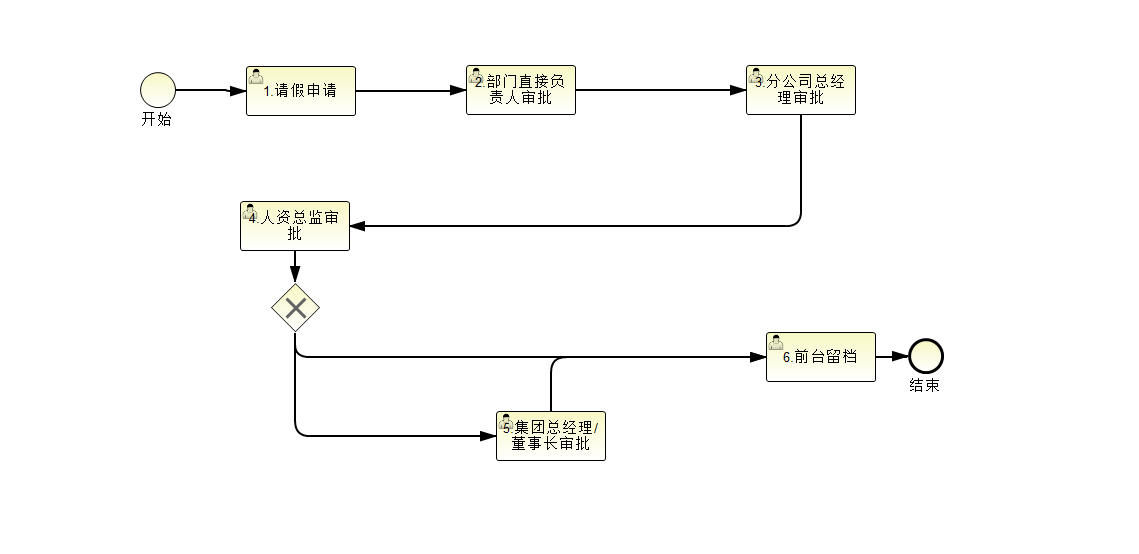 开始
1.请假申请
2.部门直接负
责人审批
3.分公司总经
理审批
4.人资总监审
批
5.集团总经理/
董事长审批
6.前台留档
结束